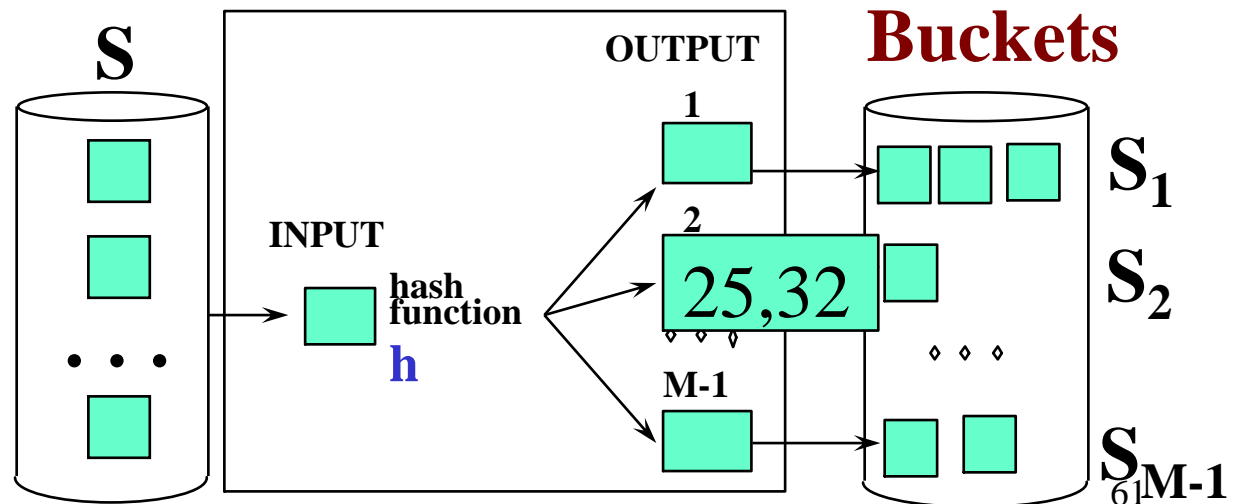 S
OUTPUT
Buckets
1
S1
INPUT
2
hash
function
h
25,32
S2
M-1
SM-1
61